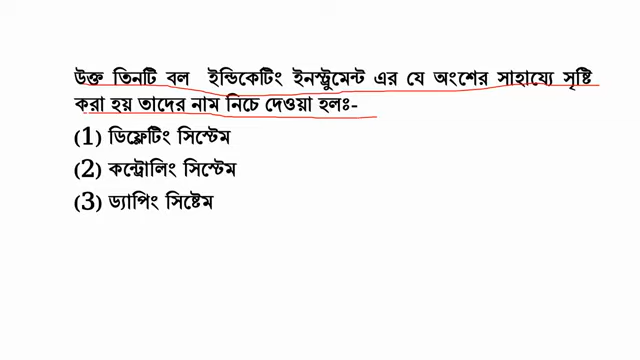 উক্ত তিনটি বল ইন্ডিকেটিং ইনস্ট্রুমেন্ট এর যে অংশের সাহায্যে সৃষ্টি
করা হয় তাদের নাম নিচে দেওয়া হলঃ-
(1) ডিফ্লেটিং সিস্টেম
(2) কন্ট্রোলিং সিস্টেম
(3) ড্যাম্পিং সিষ্টেম